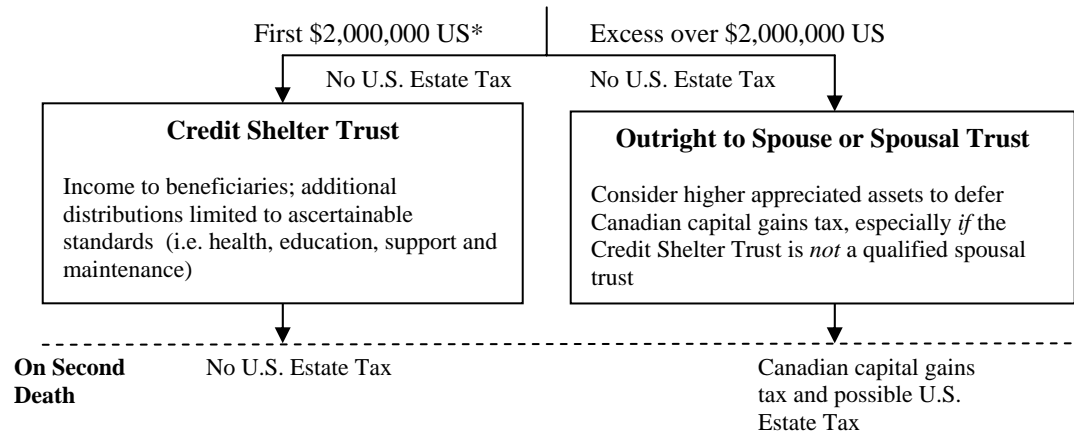 First $2,000,000 US*
Excess over $2,000,000 US
No U.S. Estate Tax
No U.S. Estate Tax
Credit Shelter Trust
Income to beneficiaries; additional
distributions limited to ascertainable
standards (i.e. health, education, support and
maintenance)
Outright to Spouse or Spousal Trust
Consider higher appreciated assets to defer
Canadian capital gains tax, especially if the
Credit Shelter Trust is not a qualified spousal
trust
On Second
Death
No U.S. Estate Tax
Canadian capital gains
tax and possible U.S.
Estate Tax